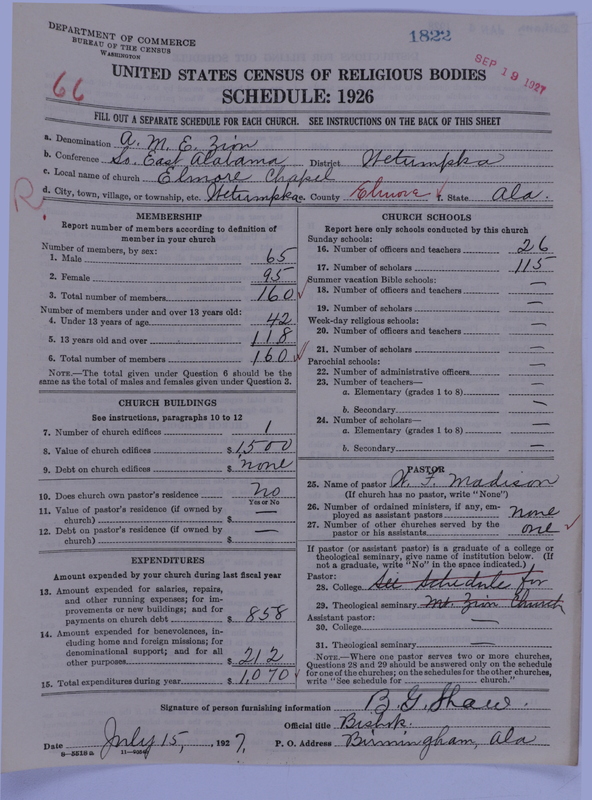 DEPARTMENT OF COMMERCE
BUREAU OF THE CENSUS
WASHINGTON
1822
SEP 19 1927
66
UNITED STATES CENSUS OF RELIGIOUS BODIES
SCHEDULE: 1926
FILL OUT A SEPARATE SCHEDULE FOR EACH CHURCH. SEE INSTRUCTIONS ON THE BACK OF THIS SHEET
a. Denomination A. M. E. Zion
b. Conference So. East Alabama District Wetumpka
c. Local name of church Elmore Chapel
d. City, town, village, or township, etc. Wetumpka e. County Elmore f. State Ala.
R
MEMBERSHIP
Report number of members according to definition of
member in your church
Number of members, by sex:
1. Male 65
2. Female 95
3. Total number of members 160
Number of members under and over 13 years old:
4. Under 13 years of age 42
5. 13 years old and over 118
6. Total number of members 160
NOTE.—The total given under Question 6 should be the
same as the total of males and females given under Question 3.
CHURCH BUILDINGS
See instructions, paragraphs 10 to 12
7. Number of church edifices 1
8. Value of church edifices $1,500
9. Debt on church edifices $ none
10. Does church own pastor's residence No
Yes or No
11. Value of pastor's residence (if owned by
church) $ —
12. Debt on pastor's residence (if owned by
church) $ —
EXPENDITURES
Amount expended by your church during last fiscal year
13. Amount expended for salaries, repairs,
and other running expenses; for im-
provements or new buildings; and for
payments on church debt $ 858
14. Amount expended for benevolences, in-
cluding home and foreign missions; for
denominational support; and for all
other purposes $ 212
15. Total expenditures during year $1,070
CHURCH SCHOOLS
Report here only schools conducted by this church
Sunday schools:
16. Number of officers and teachers 26
17. Number of scholars 115
Summer vacation Bible schools:
18. Number of officers and teachers —
19. Number of scholars —
Week-day religious schools:
20. Number of officers and teachers —
21. Number of scholars —
Parochial schools:
22. Number of administrative officers —
23. Number of teachers—
a. Elementary (grades 1 to 8) —
b. Secondary —
24. Number of scholars—
a. Elementary (grades 1 to 8) —
b. Secondary —
PASTOR
25. Name of pastor W. F. Madison
(If church has no pastor, write "None")
26. Number of ordained ministers, if any, em-
ployed as assistant pastors none
27. Number of other churches served by the
pastor or his assistants one
If pastor (or assistant pastor) is a graduate of a college or
theological seminary, give name of institution below. (If
not a graduate, write "No" in the space indicated.)
Pastor:
28. College See schedule for
29. Theological seminary Mt. Zion Church
Assistant pastor:
30. College —
31. Theological seminary —
NOTE.—Where one pastor serves two or more churches,
Questions 28 and 29 should be answered only on the schedule
for one of the churches; on the schedules for the other churches,
write "See schedule for church."
Signature of person furnishing information B. G. Shaw.
Official title Bishop.
Date July 15, 1927, P. O. Address Birmingham, Ala